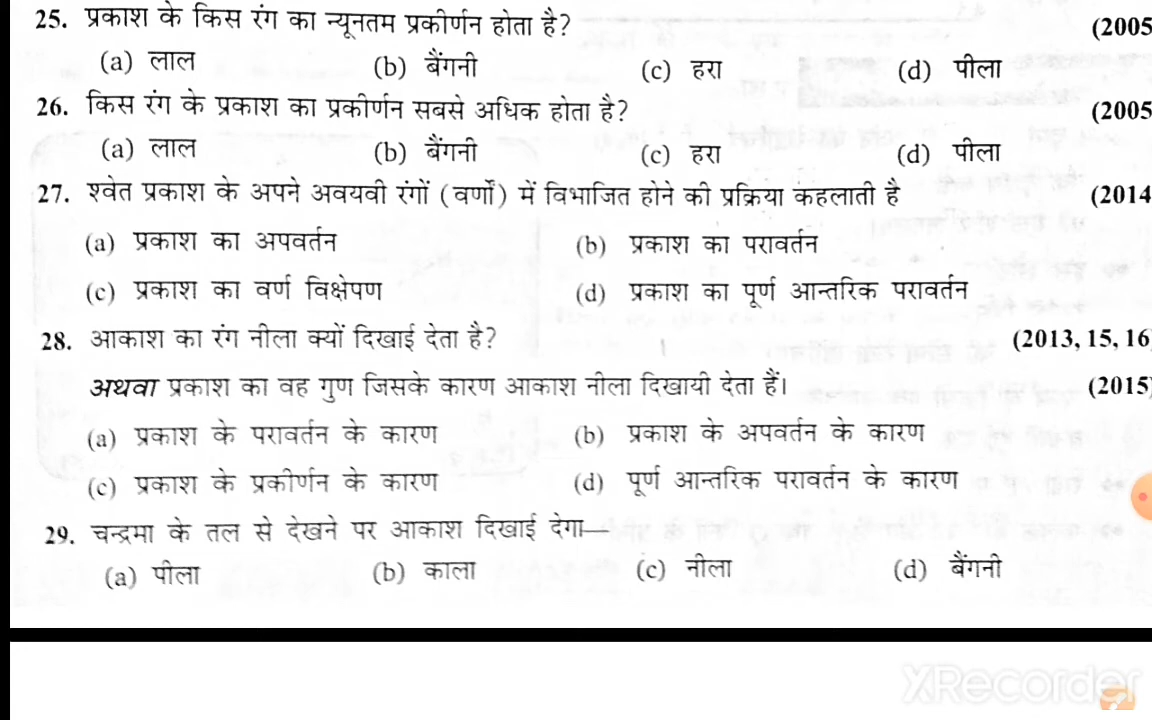 25. प्रकाश के किस रंग का न्यूनतम प्रकीर्णन होता है? (2005
(a) लाल (b) बैंगनी (c) हरा (d) पीला
26. किस रंग के प्रकाश का प्रकीर्णन सबसे अधिक होता है? (2005
(a) लाल (b) बैंगनी (c) हरा (d) पीला
27. श्वेत प्रकाश के अपने अवयवी रंगों (वर्णों) में विभाजित होने की प्रक्रिया कहलाती है (2014
(a) प्रकाश का अपवर्तन (b) प्रकाश का परावर्तन
(c) प्रकाश का वर्ण विक्षेपण (d) प्रकाश का पूर्ण आन्तरिक परावर्तन
28. आकाश का रंग नीला क्यों दिखाई देता है? (2013, 15, 16)
अथवा प्रकाश का वह गुण जिसके कारण आकाश नीला दिखायी देता हैं। (2015)
(a) प्रकाश के परावर्तन के कारण (b) प्रकाश के अपवर्तन के कारण
(c) प्रकाश के प्रकीर्णन के कारण (d) पूर्ण आन्तरिक परावर्तन के कारण
29. चन्द्रमा के तल से देखने पर आकाश दिखाई देगा—
(a) पीला (b) काला (c) नीला (d) बैंगनी
XRecorder